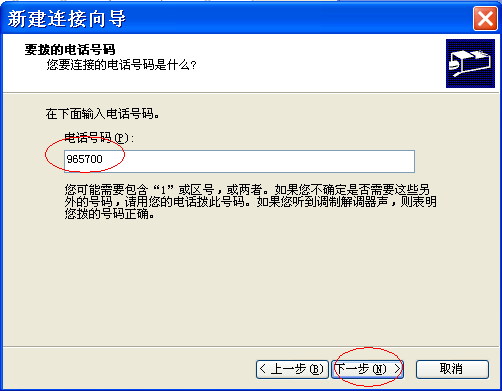 新建连接向导
要拨的电话号码
您要连接的电话号码是什么?
在下面输入电话号码。
电话号码(P):
965700
您可能需要包含“1”或区号，或两者。如果您不确定是否需要这些另
外的号码，请用您的电话拨此号码。如果您听到调制解调器声，则表明
您拨的号码正确。
< 上一步(B)
下一步(N) >
取消